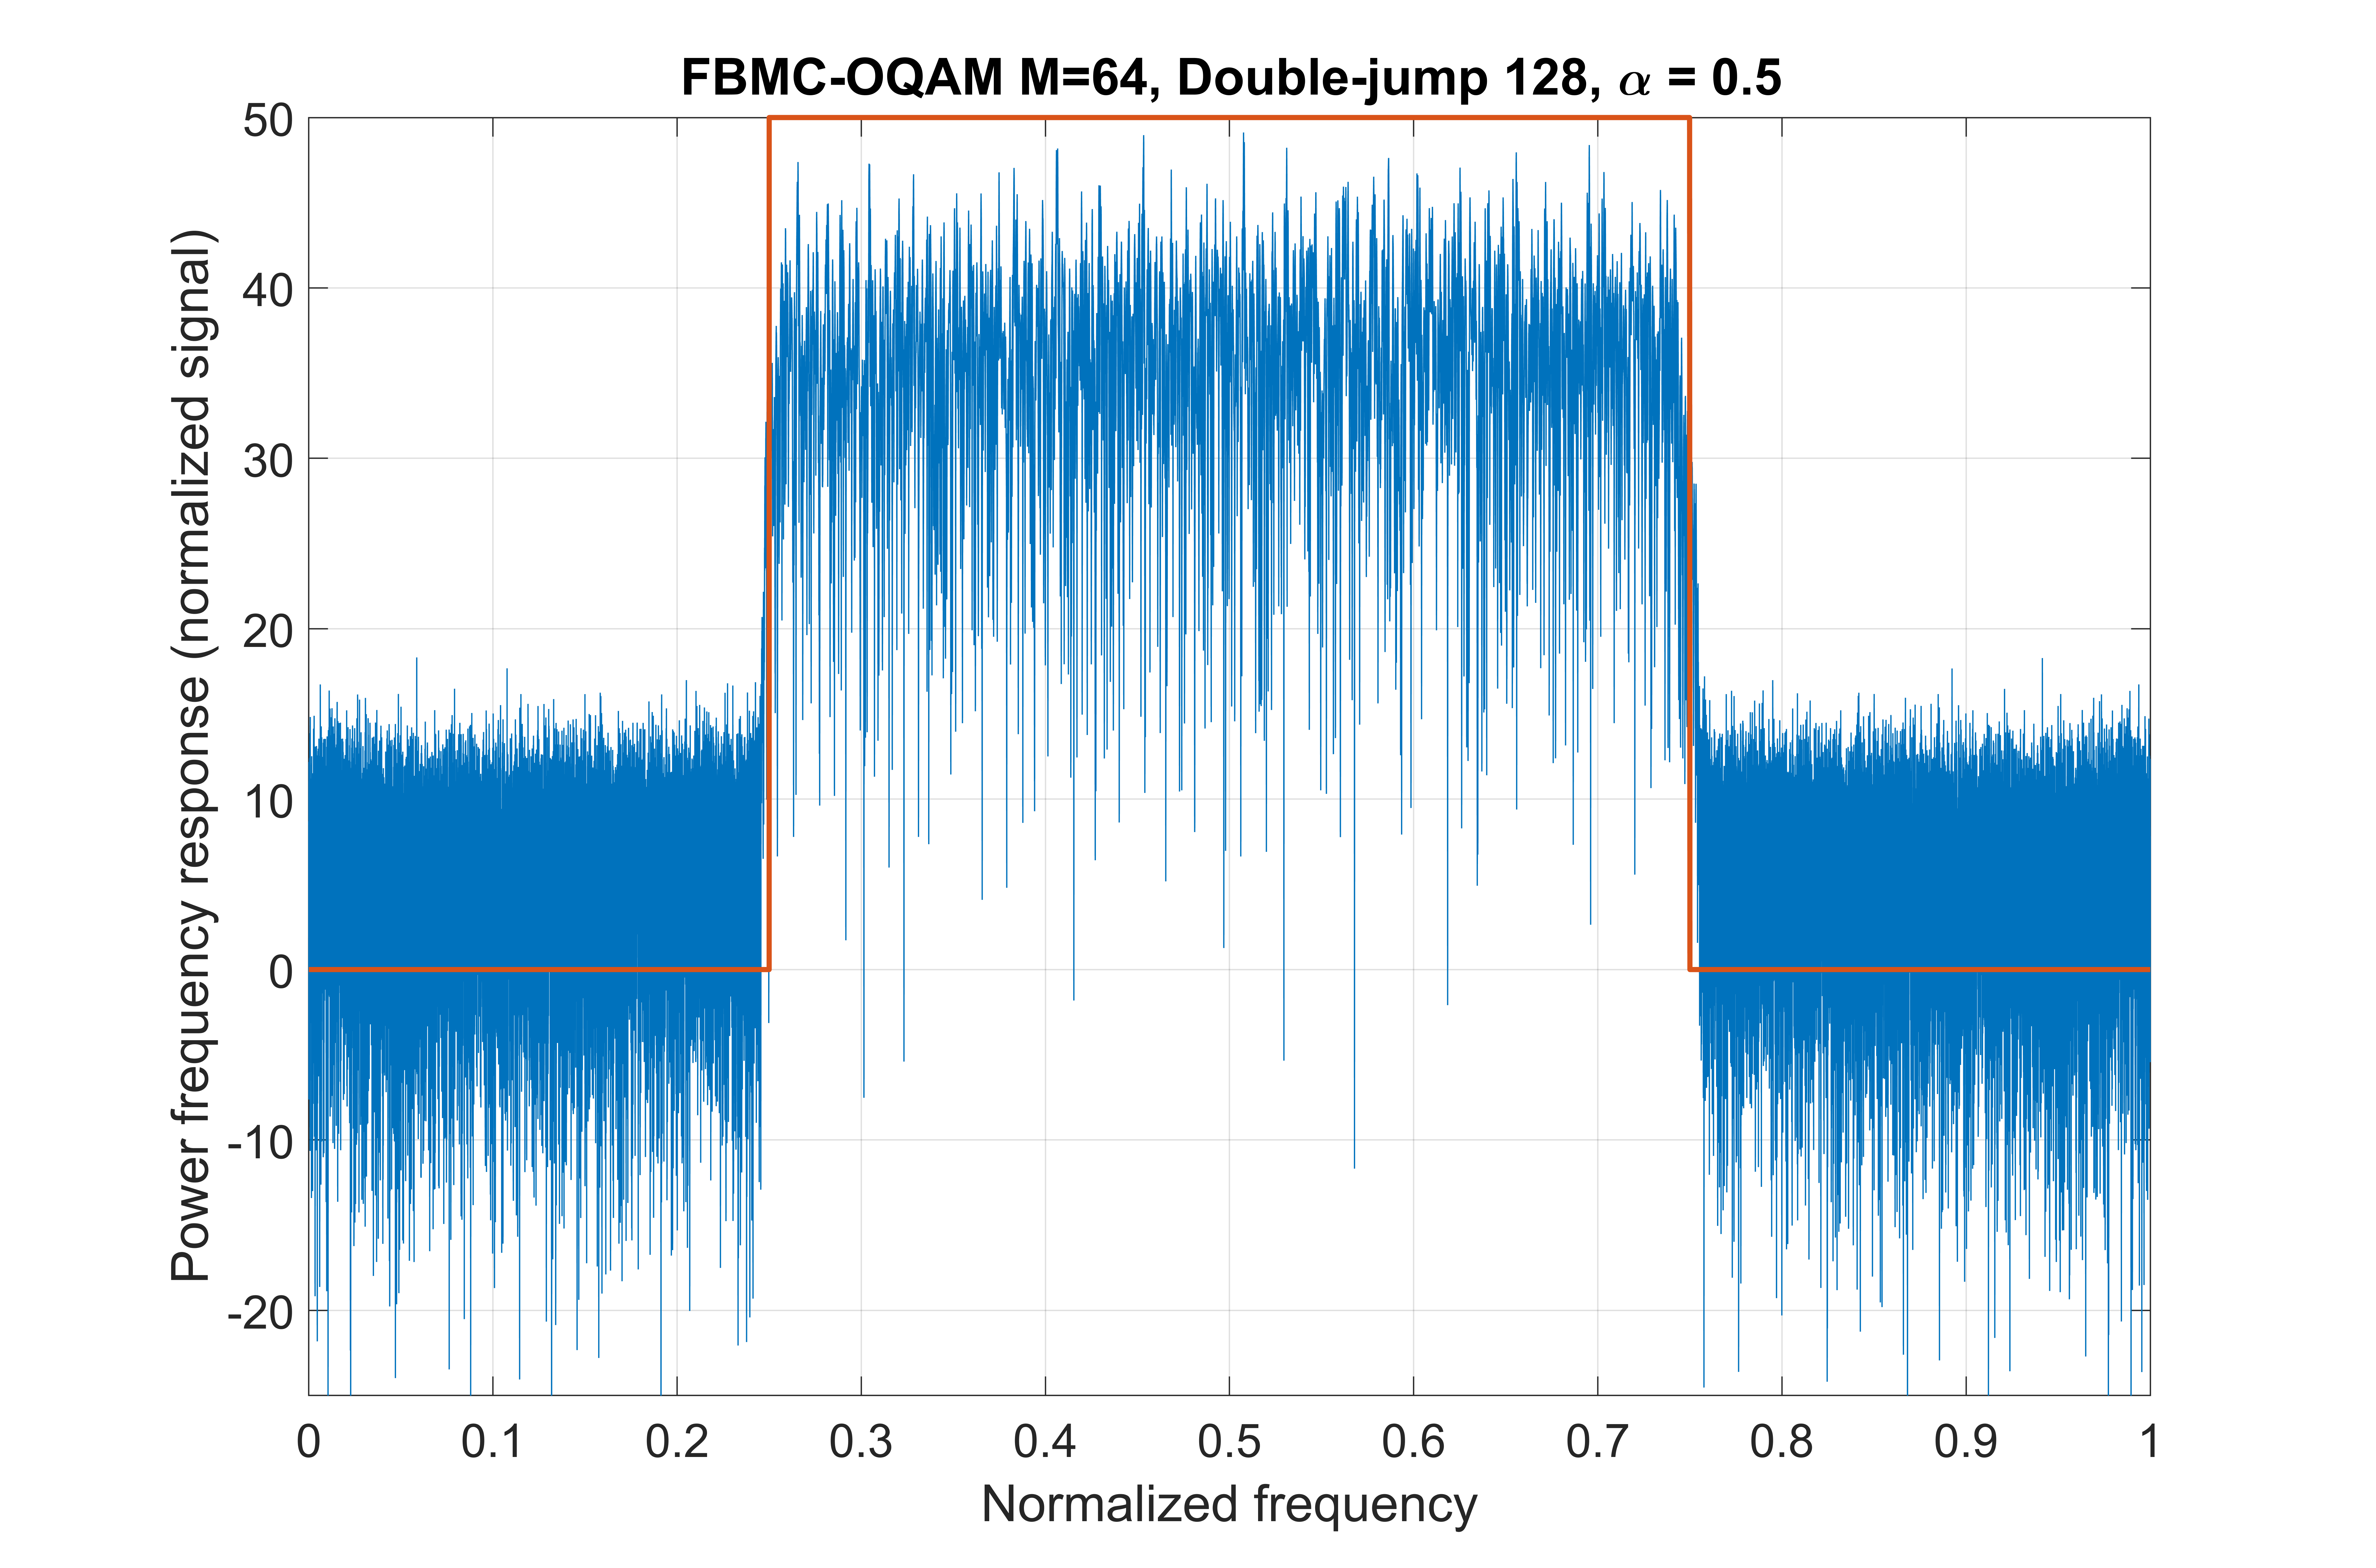 FBMC-OQAM M=64, Double-jump 128, α = 0.5
Power frequency response (normalized signal)
50
40
30
20
10
0
-10
-20
0 0.1 0.2 0.3 0.4 0.5 0.6 0.7 0.8 0.9 1
Normalized frequency